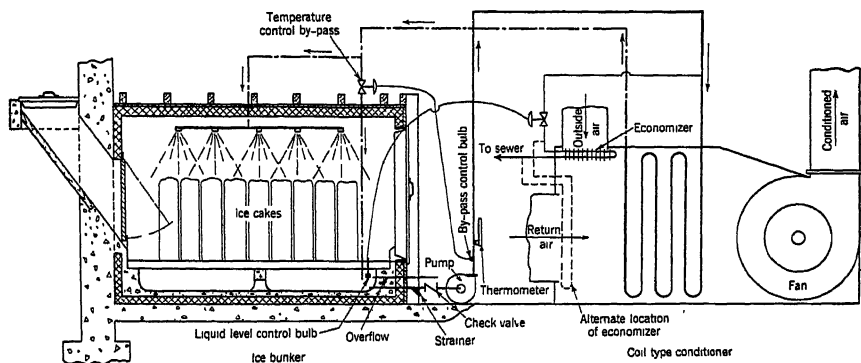 Temperature
control by-pass
Outside
air
Economizer
Conditioned
air
To sewer
By-pass control bulb
Ice cakes
Return
air
Pump
Fan
Thermometer
Liquid level control bulb
Overflow
Strainer
Check valve
Alternate location
of economizer
Ice bunker
Coil type conditioner